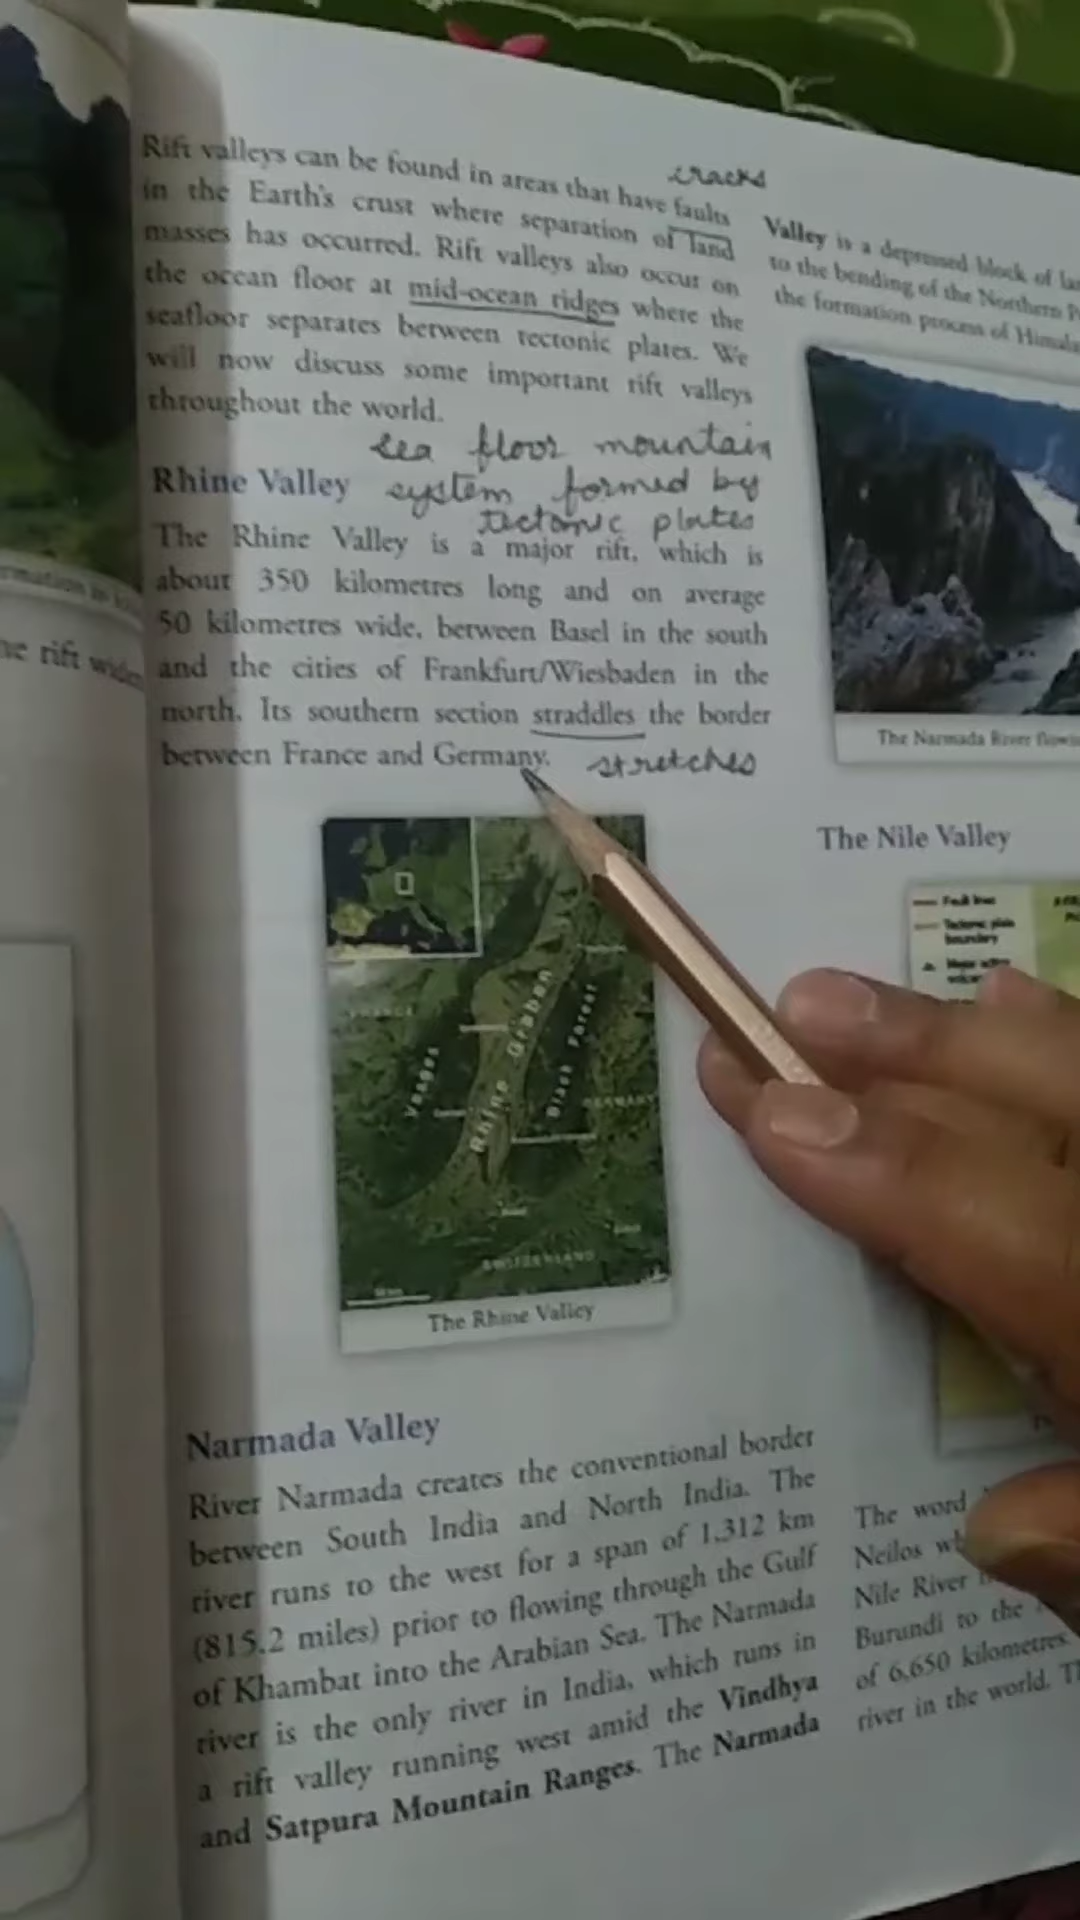 Rift valleys can be found in areas that have faults
cracks
in the Earth's crust where separation of land
masses has occurred. Rift valleys also occur on
the ocean floor at mid-ocean ridges where the
seafloor separates between tectonic plates. We
will now discuss some important rift valleys
throughout the world.
sea floor mountain
system formed by
tectonic plates
Rhine Valley
The Rhine Valley is a major rift, which is
about 350 kilometres long and on average
50 kilometres wide, between Basel in the south
and the cities of Frankfurt/Wiesbaden in the
north. Its southern section straddles the border
between France and Germany.
stretches
FRANCE
Vosges
Rhine Graben
Black Forest
GERMANY
SWITZERLAND
The Rhine Valley
Narmada Valley
River Narmada creates the conventional border
between South India and North India. The
river runs to the west for a span of 1,312 km
(815.2 miles) prior to flowing through the Gulf
of Khambat into the Arabian Sea. The Narmada
river is the only river in India, which runs in
a rift valley running west amid the Vindhya
and Satpura Mountain Ranges. The Narmada
he rift
Valley is a depressed block of
to the bending of the Northern
the formation process of
The Narmada River
The Nile Valley
Fault lines
Tectonic plate
boundary
The word
Neilos
Nile River
Burundi to the
of 6,650 kilometres
river in the world.